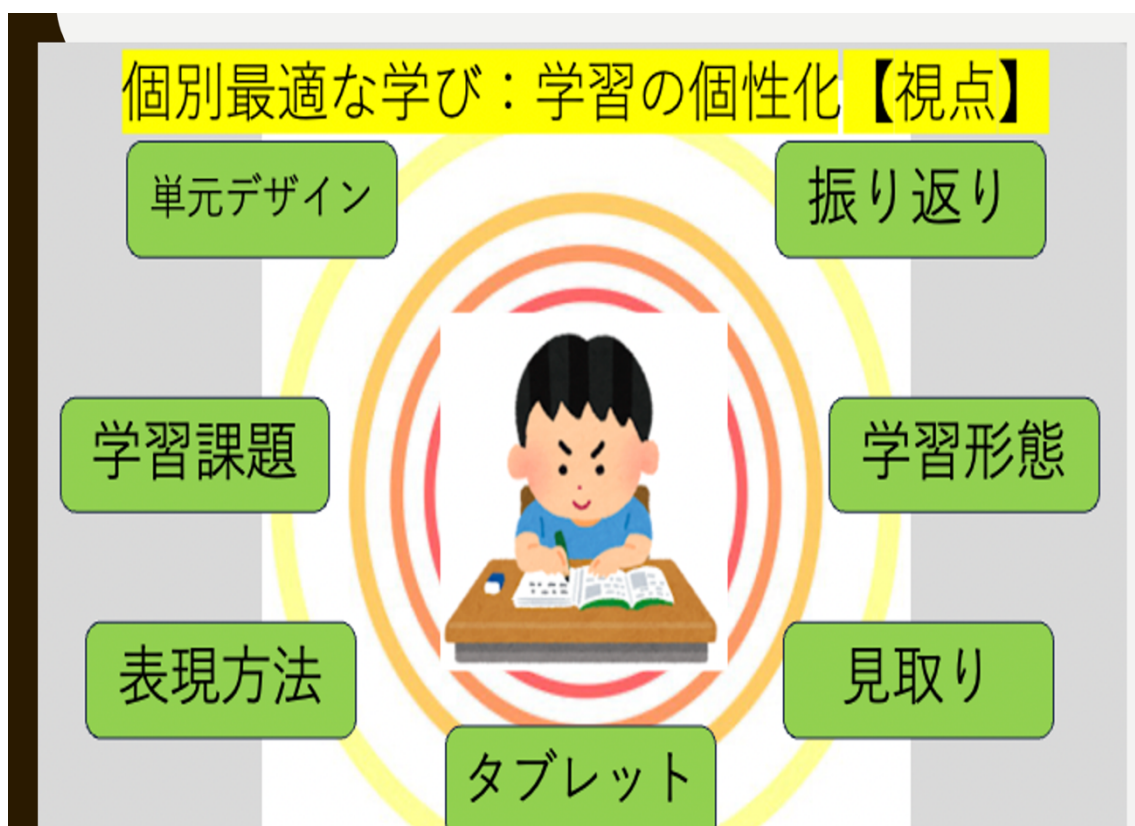 個別最適な学び：学習の個性化【視点】
単元デザイン
振り返り
学習課題
学習形態
表現方法
見取り
タブレット